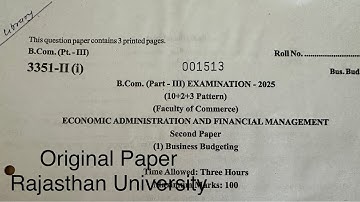 Library
This question paper contains 3 printed pages.
B.Com. (Pt. - III)
Roll No.
3351-II (i)
001513
Bus. Bud
B.Com. (Part - III) EXAMINATION - 2025
(10+2+3 Pattern)
(Faculty of Commerce)
ECONOMIC ADMINISTRATION AND FINANCIAL MANAGEMENT
Second Paper
(1) Business Budgeting
Original Paper
Time Allowed: Three Hours
Rajasthan University
Marks: 100